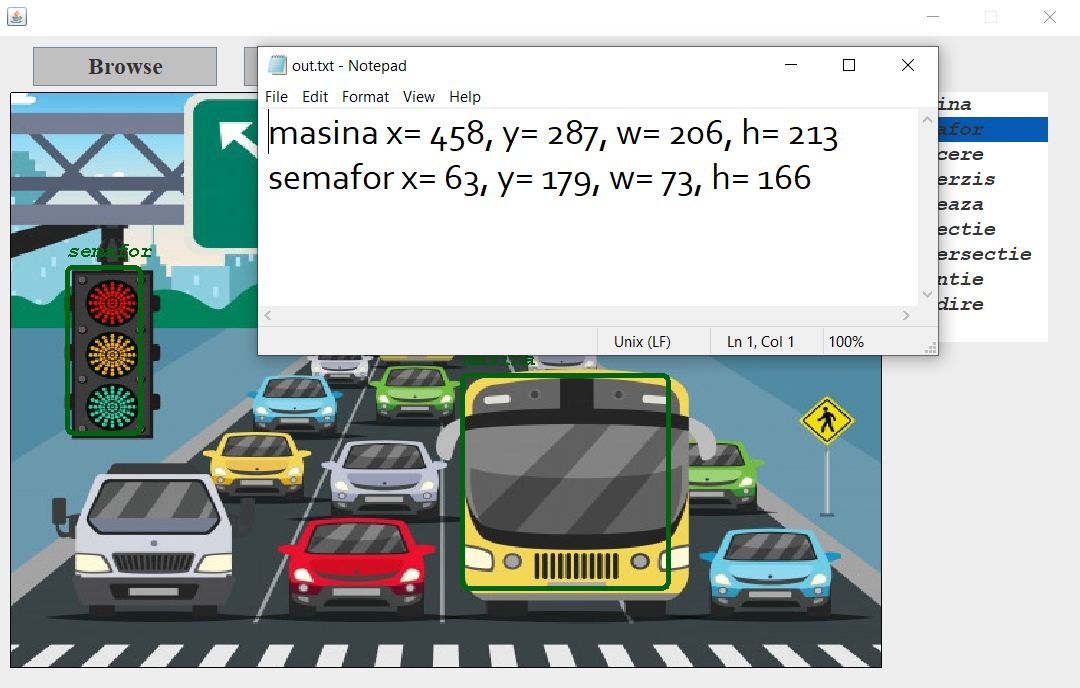 Browse
out.txt - Notepad
File Edit Format View Help
masina x= 458, y= 287, w= 206, h= 213
semafor x= 63, y= 179, w= 73, h= 166
Unix (LF) Ln 1, Col 1 100%
ina
afor
cere
erzis
eaza
ectie
ersectie
ntie
dire
semafor